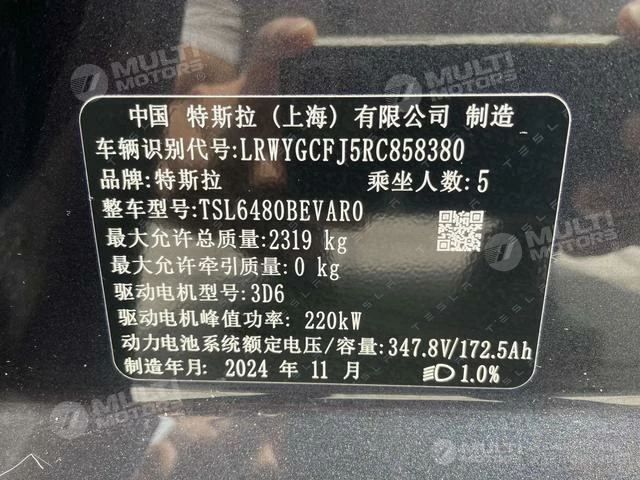 MULTI MOTORS
MULTI MOTORS
中国 特斯拉 (上海) 有限公司 制造
车辆识别代号:LRWYGCFJ5RC858380
品牌:特斯拉 乘坐人数:5
整车型号:TSL6480BEVAR0
最大允许总质量:2319 kg
最大允许牵引质量:0 kg
驱动电机型号:3D6
驱动电机峰值功率: 220kW
动力电池系统额定电压/容量:347.8V/172.5Ah
制造年月: 2024 年 11 月 1.0%
MULTI MOTORS
MULTI MOTORS
MULTI MOTORS